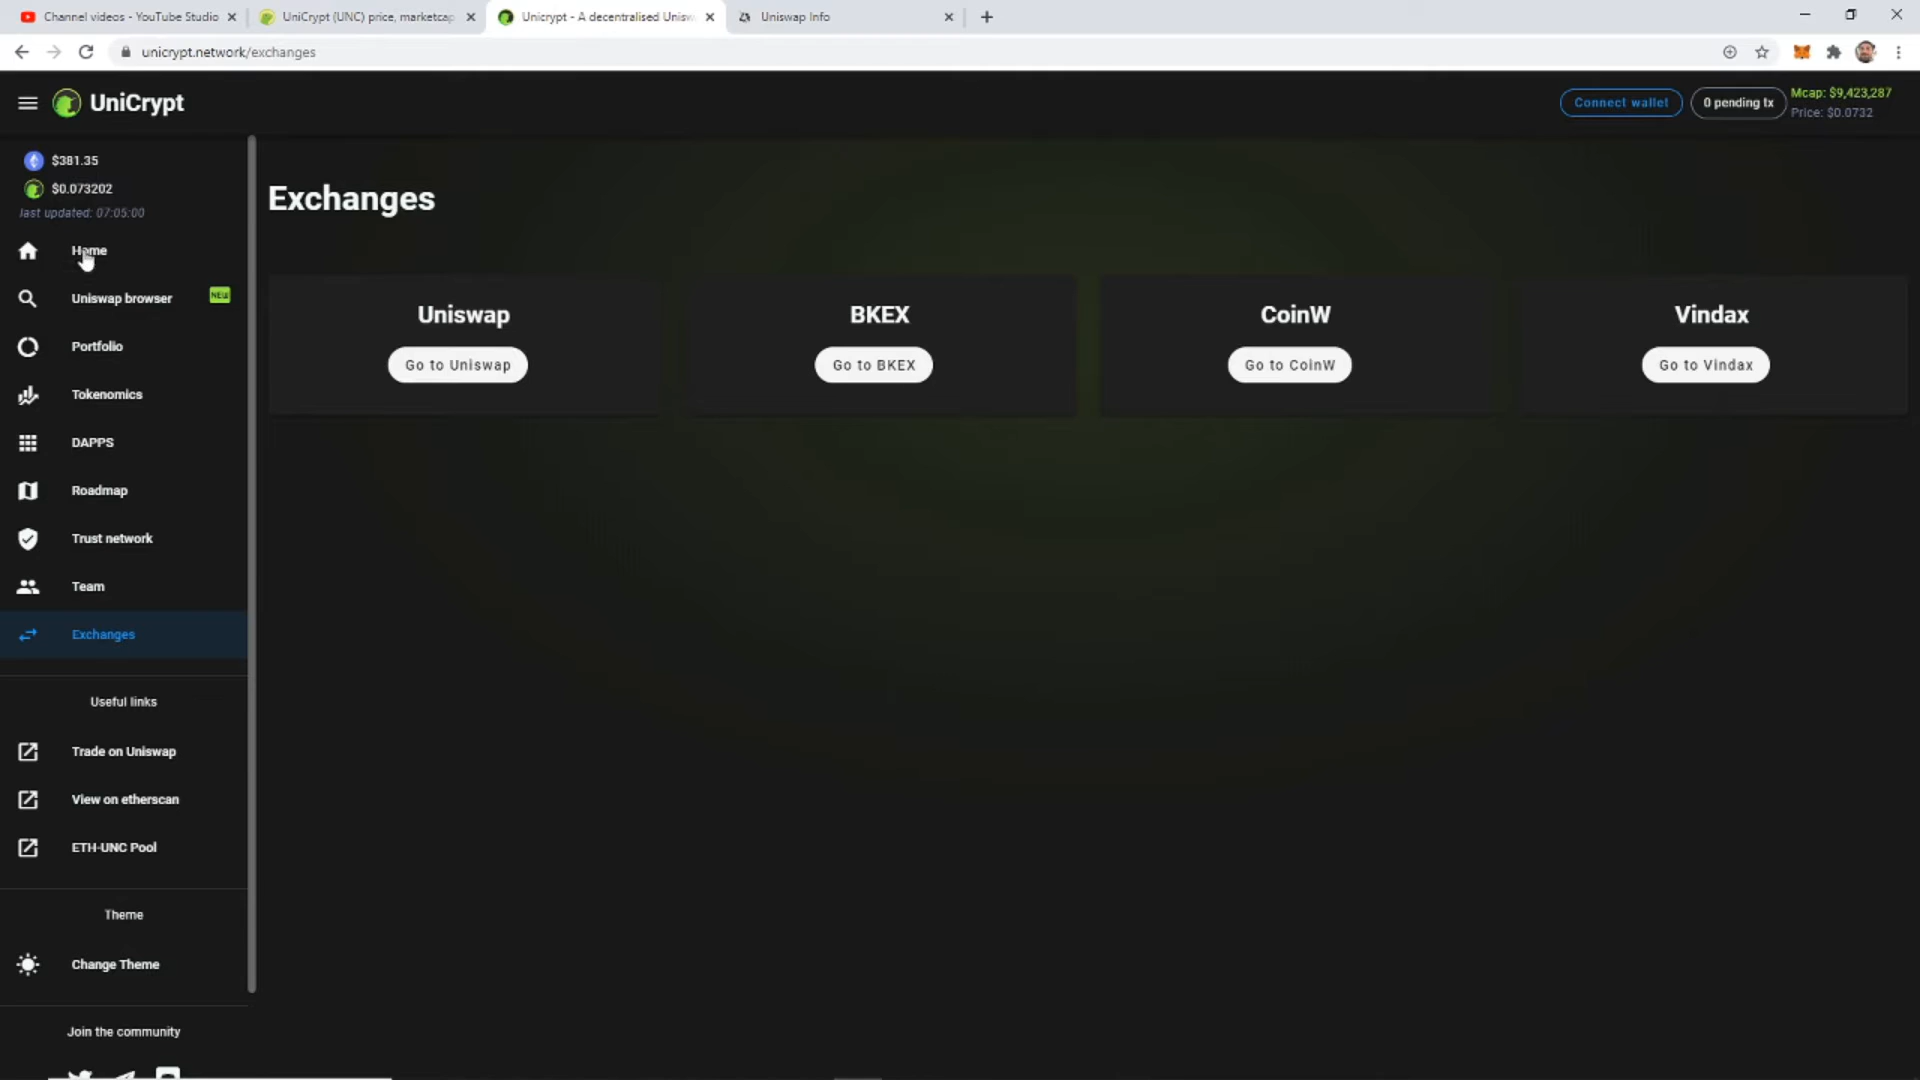 Channel videos - YouTube Studio
UniCrypt (UNC) price, marketcap
Unicrypt - A decentralised Unisw
Uniswap Info
unicrypt.network/exchanges
UniCrypt
Connect wallet
0 pending tx
Mcap: $9,423,287
Price: $0.0732
$381.35
$0.073202
last updated: 07:05:00
Home
Uniswap browser
NEW
Portfolio
Tokenomics
DAPPS
Roadmap
Trust network
Team
Exchanges
Useful links
Trade on Uniswap
View on etherscan
ETH-UNC Pool
Theme
Change Theme
Join the community
Exchanges
Uniswap
BKEX
CoinW
Vindax
Go to Uniswap
Go to BKEX
Go to CoinW
Go to Vindax